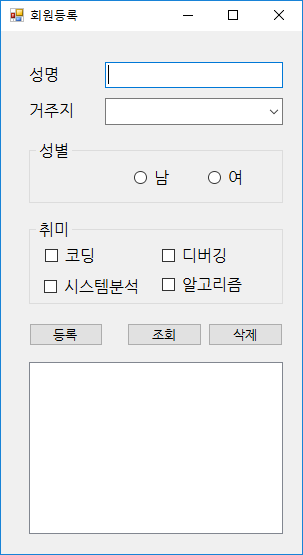 회원등록
성명
거주지
성별
남 여
취미
코딩 디버깅
시스템분석 알고리즘
등록 조회 삭제